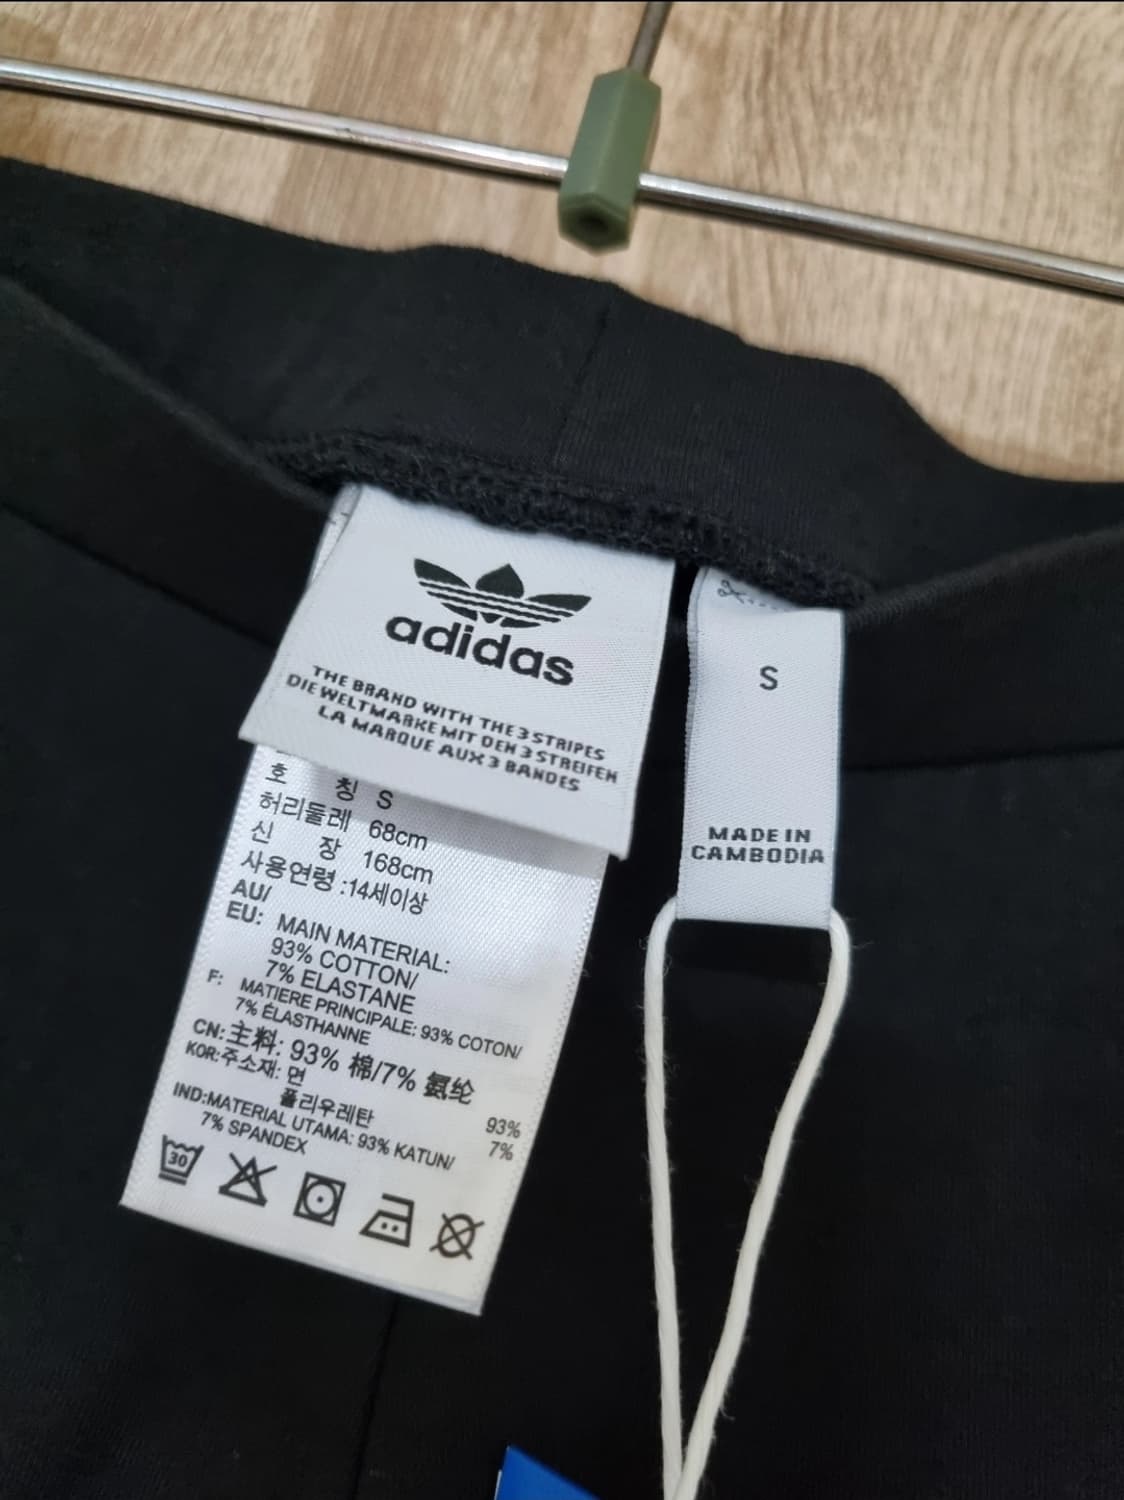 adidas
THE BRAND WITH THE 3 STRIPES
DIE WELTMARKE MIT DEN 3 STREIFEN
LA MARQUE AUX 3 BANDES
S
MADE IN
CAMBODIA
호 칭 S
허리둘레 68cm
신 장 168cm
사용연령 :14세이상
AU/
EU: MAIN MATERIAL:
93% COTTON/
7% ELASTANE
F: MATIERE PRINCIPALE: 93% COTON/
7% ÉLASTHANNE
CN: 主料: 93% 棉/7% 氨纶
KOR:주소재: 면 93%
폴리우레탄 7%
IND:MATERIAL UTAMA: 93% KATUN/
7% SPANDEX
30